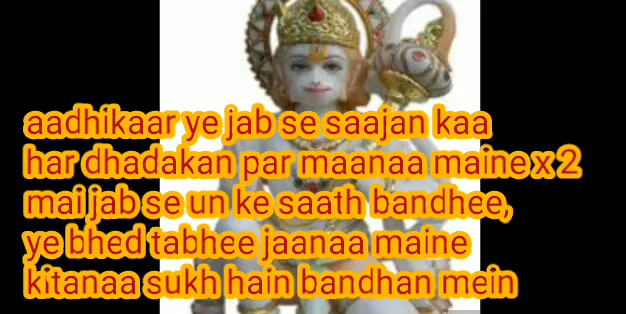 aadhikaar ye jab se saajan kaa
har dhadakan par maanaa maine x 2
mai jab se un ke saath bandhee,
ye bhed tabhee jaanaa maine
kitanaa sukh hain bandhan mein